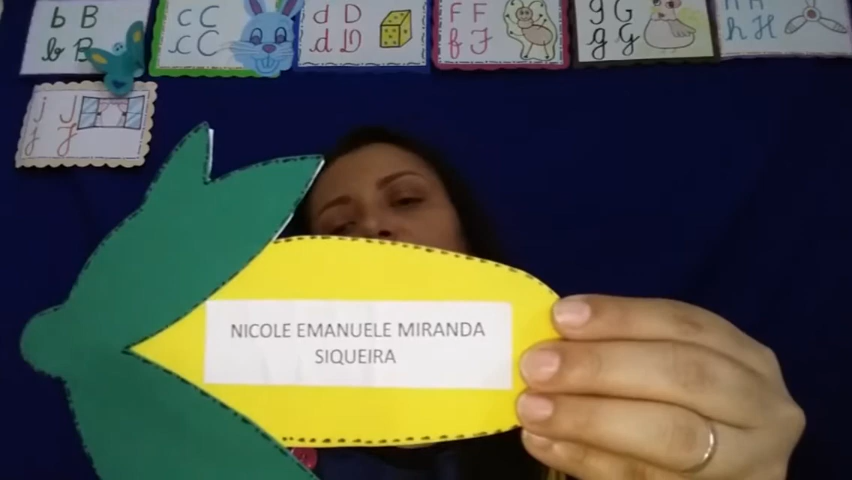 b B
b B
c C
c C
d D
d D
F F
f F
g G
g G
H H
h H
j J
j J
NICOLE EMANUELE MIRANDA
SIQUEIRA